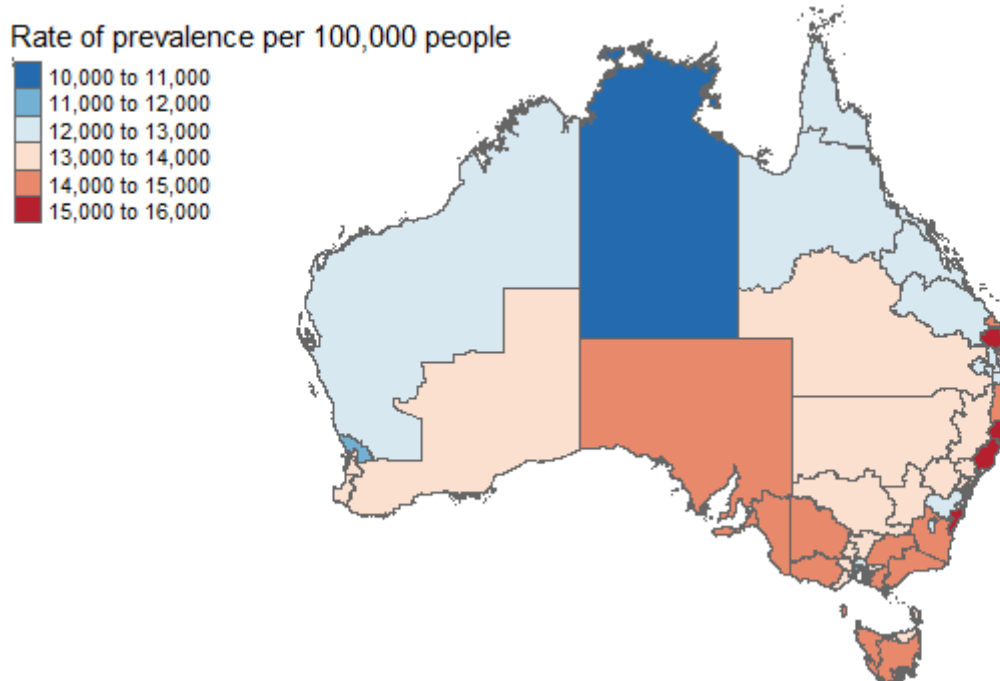 Rate of prevalence per 100,000 people
10,000 to 11,000
11,000 to 12,000
12,000 to 13,000
13,000 to 14,000
14,000 to 15,000
15,000 to 16,000